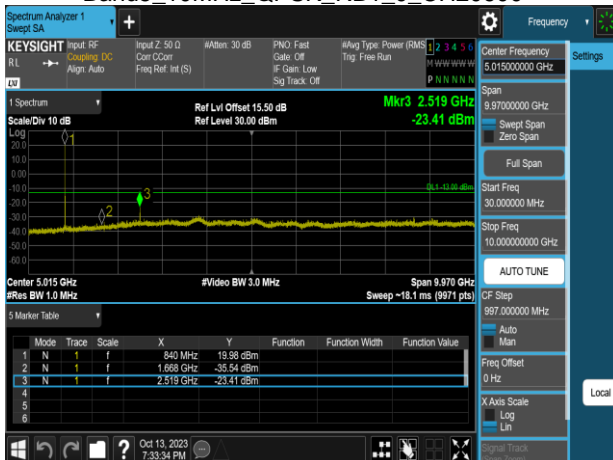 Spectrum Analyzer 1
Swept SA
Frequency
KEYSIGHT
RL
LXI
Input: RF
Coupling: DC
Align: Auto
Input Z: 50 Ω
Corr CCorr
Freq Ref: Int (S)
#Atten: 30 dB
PNO: Fast
Gate: Off
IF Gain: Low
Sig Track: Off
#Avg Type: Power (RMS
Trig: Free Run
1 2 3 4 5 6
M W W W W W
P N N N N N
Center Frequency
5.015000000 GHz
Settings
1 Spectrum
Scale/Div 10 dB
Ref Lvl Offset 15.50 dB
Ref Level 30.00 dBm
Mkr3 2.519 GHz
-23.41 dBm
Span
9.97000000 GHz
Swept Span
Zero Span
Full Span
Log
20.0
10.0
0.00
-10.0
-20.0
-30.0
-40.0
-50.0
-60.0
1
2
3
DL1 -13.00 dBm
Start Freq
30.000000 MHz
Stop Freq
10.000000000 GHz
AUTO TUNE
Center 5.015 GHz
#Res BW 1.0 MHz
#Video BW 3.0 MHz
Span 9.970 GHz
Sweep ~18.1 ms (9971 pts)
CF Step
997.000000 MHz
Auto
Man
5 Marker Table
Mode Trace Scale X Y Function Function Width Function Value
1 N 1 f 840 MHz 19.98 dBm
2 N 1 f 1.668 GHz -35.54 dBm
3 N 1 f 2.519 GHz -23.41 dBm
4
5
6
Freq Offset
0 Hz
Local
X Axis Scale
Log
Lin
Signal Track
?
Oct 13, 2023
7:33:34 PM